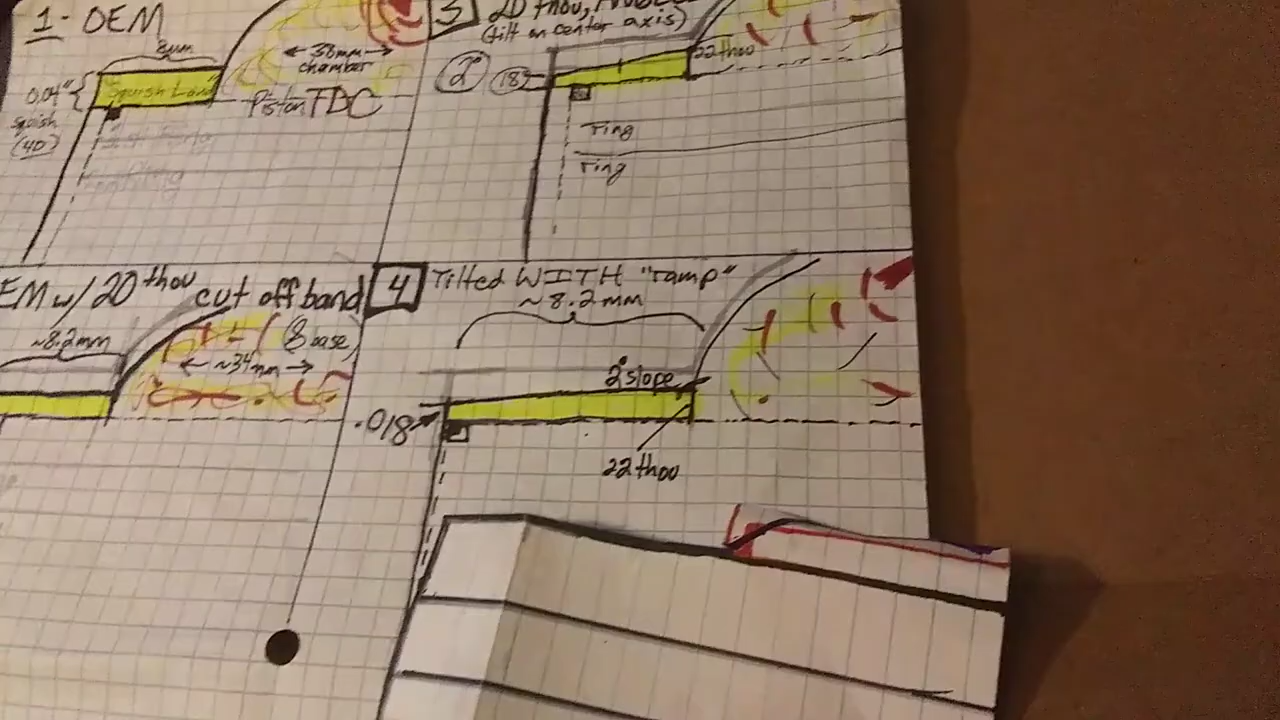 1- OEM
8mm
38mm
chamber
0.04"
Squish Land
squish
(40)
Piston TDC
3
20 thou,
(tilt on center axis)
22 thou
2°
18
ring
ring
EM w/ 20 thou cut off band
~8.2mm
(8 base)
~34mm
4 Tilted WITH "ramp"
~8.2mm
2° slope
.018
22 thou